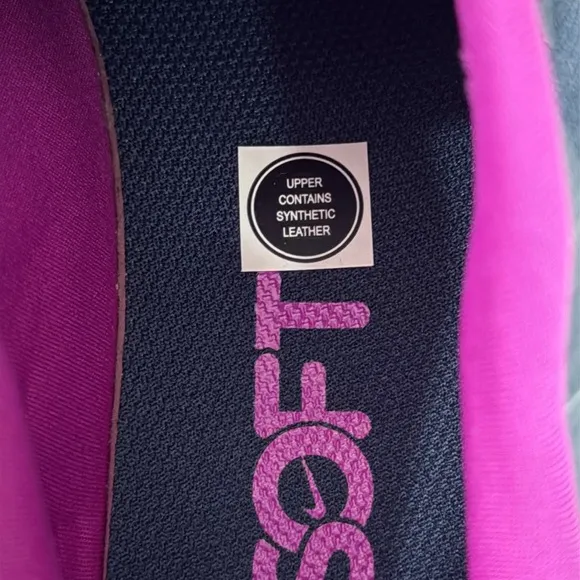 UPPER
CONTAINS
SYNTHETIC
LEATHER
SOFT